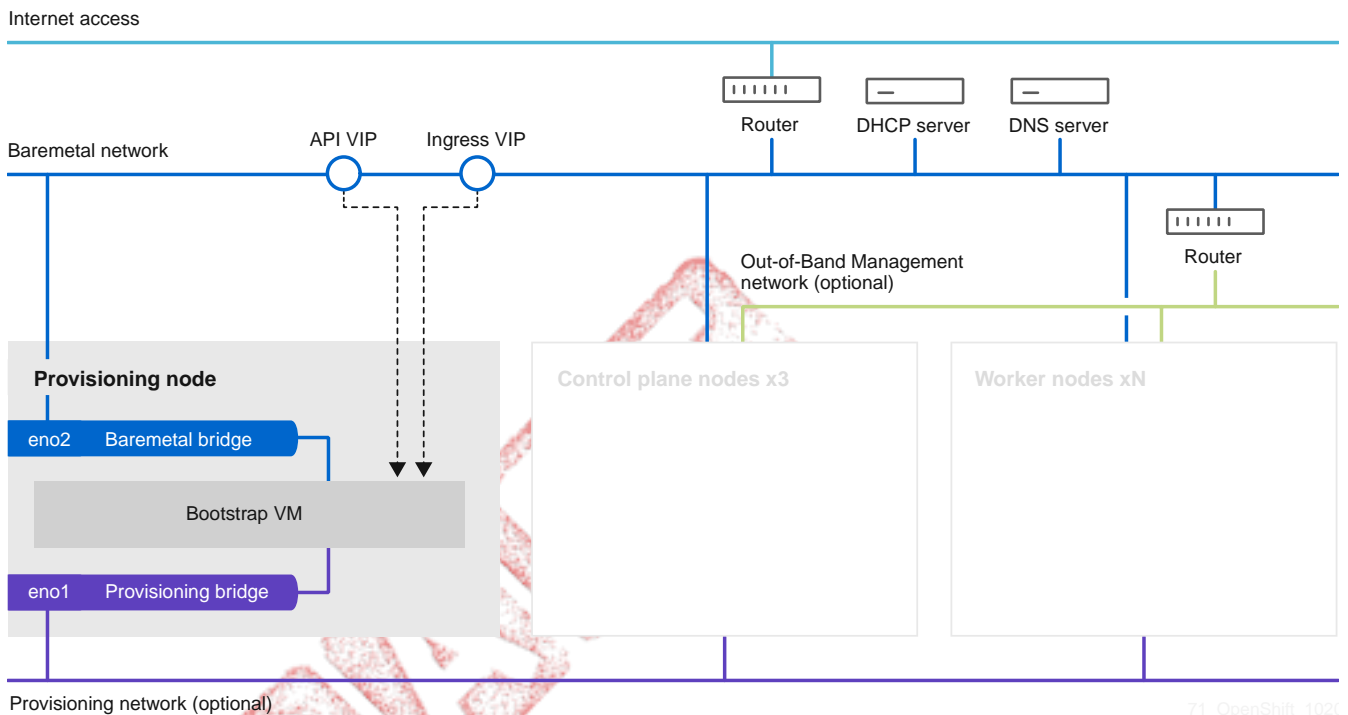 Internet access
Router
DHCP server
DNS server
Baremetal network
API VIP
Ingress VIP
Router
Out-of-Band Management
network (optional)
Provisioning node
Control plane nodes x3
Worker nodes xN
eno2
Baremetal bridge
Bootstrap VM
eno1
Provisioning bridge
Provisioning network (optional)
71_OpenShift_1020